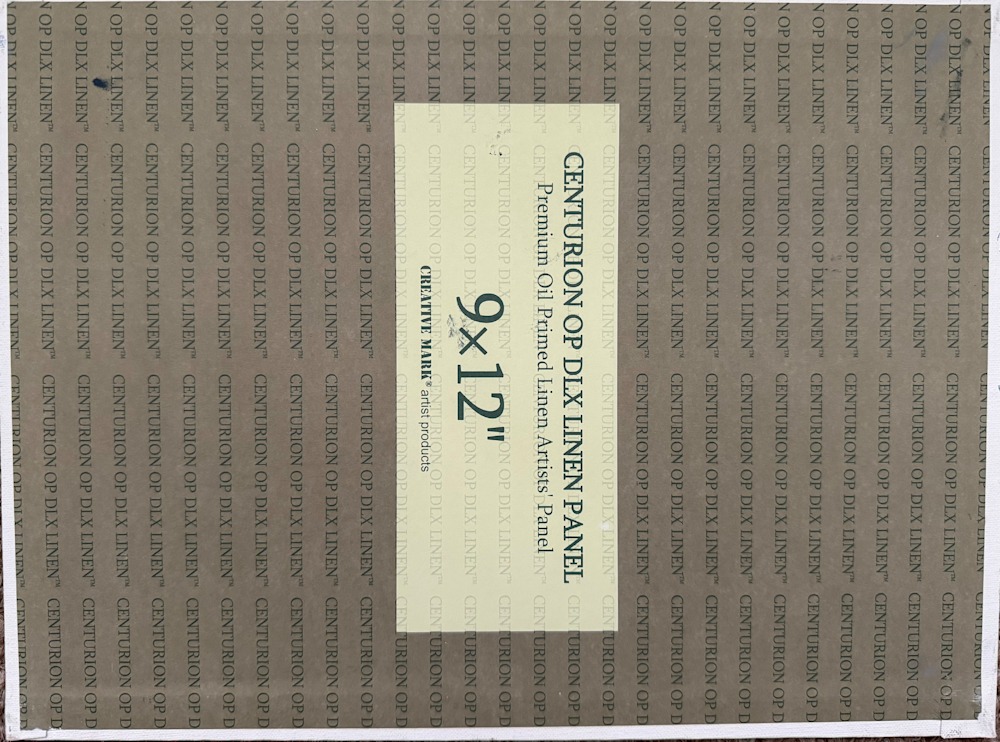 CENTURION OP DLX LINEN PANEL
Premium Oil Primed Linen Artists' Panel
9×12"
CREATIVE MARK® artist products
CENTURION OP DLX LINEN™